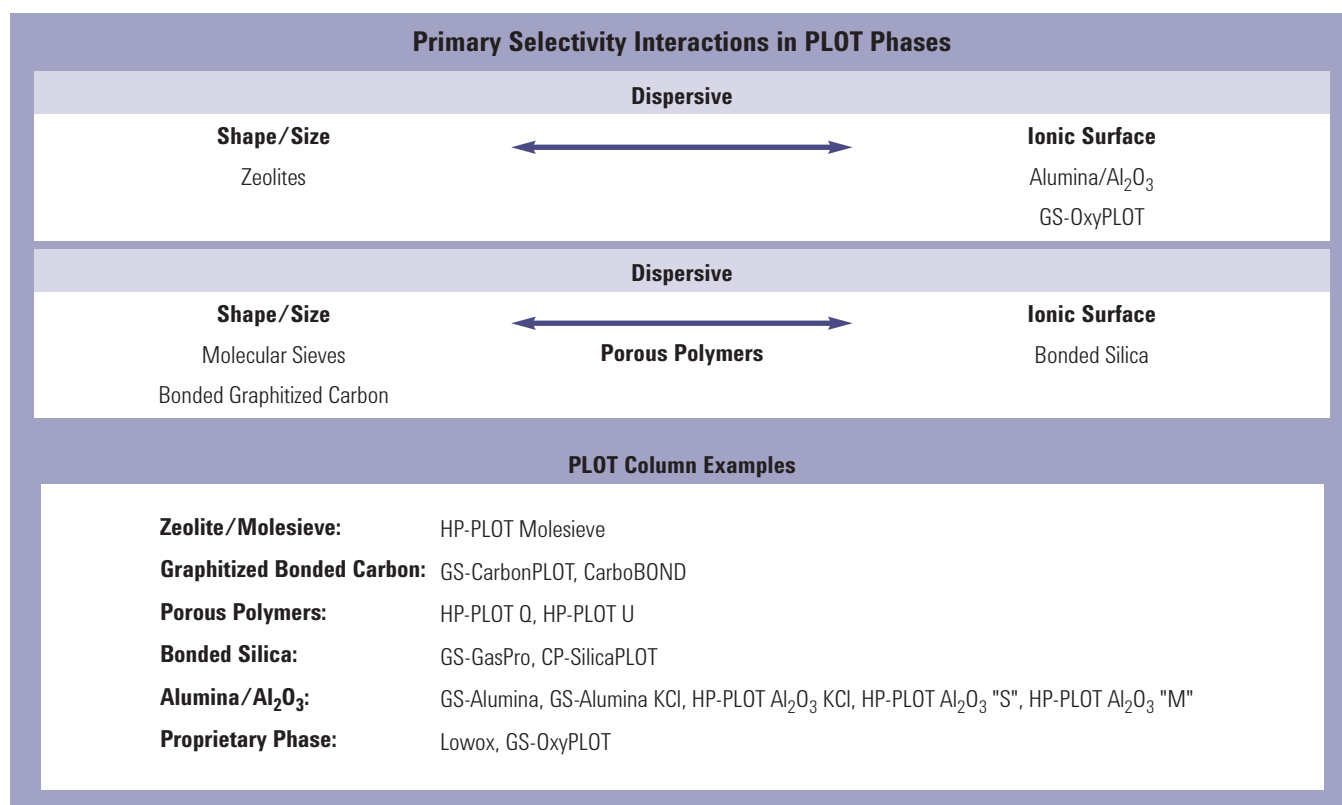 Primary Selectivity Interactions in PLOT Phases
Dispersive
Shape/Size
Ionic Surface
Zeolites
Alumina/Al₂O₃
GS-OxyPLOT
Dispersive
Shape/Size
Ionic Surface
Molecular Sieves
Porous Polymers
Bonded Silica
Bonded Graphitized Carbon
PLOT Column Examples
Zeolite/Molesieve: HP-PLOT Molesieve
Graphitized Bonded Carbon: GS-CarbonPLOT, CarboBOND
Porous Polymers: HP-PLOT Q, HP-PLOT U
Bonded Silica: GS-GasPro, CP-SilicaPLOT
Alumina/Al₂O₃: GS-Alumina, GS-Alumina KCl, HP-PLOT Al₂O₃ KCl, HP-PLOT Al₂O₃ "S", HP-PLOT Al₂O₃ "M"
Proprietary Phase: Lowox, GS-OxyPLOT